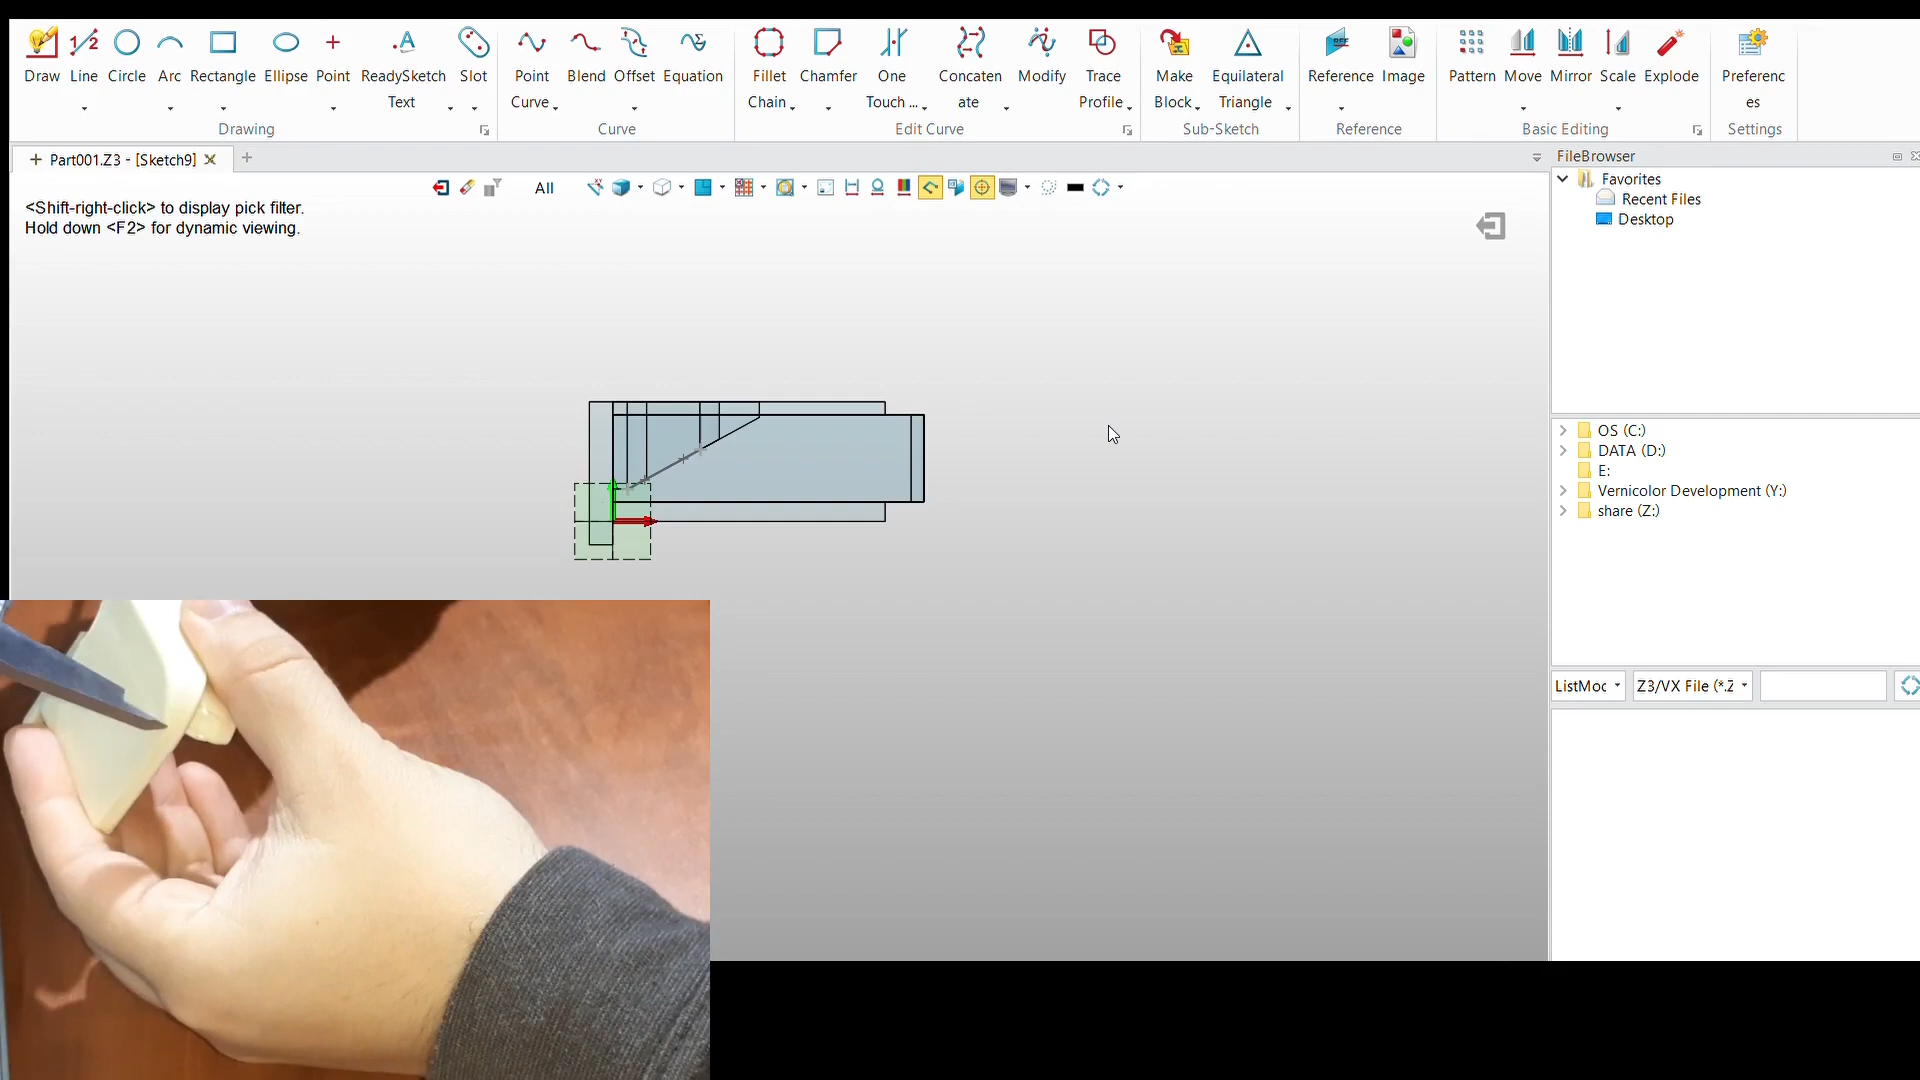 Draw
Line
Circle
Arc
Rectangle
Ellipse
Point
ReadySketch
Text
Slot
Drawing
Point
Curve
Blend
Offset
Equation
Curve
Fillet
Chain
Chamfer
One
Touch ...
Concaten
ate
Modify
Trace
Profile
Edit Curve
Make
Block
Equilateral
Triangle
Sub-Sketch
Reference
Image
Reference
Pattern
Move
Mirror
Scale
Explode
Basic Editing
Preferenc
es
Settings
Part001.Z3 - [Sketch9]
All
<Shift-right-click> to display pick filter.
Hold down <F2> for dynamic viewing.
FileBrowser
Favorites
Recent Files
Desktop
OS (C:)
DATA (D:)
E:
Vernicolor Development (Y:)
share (Z:)
ListMoc
Z3/VX File (*.Z